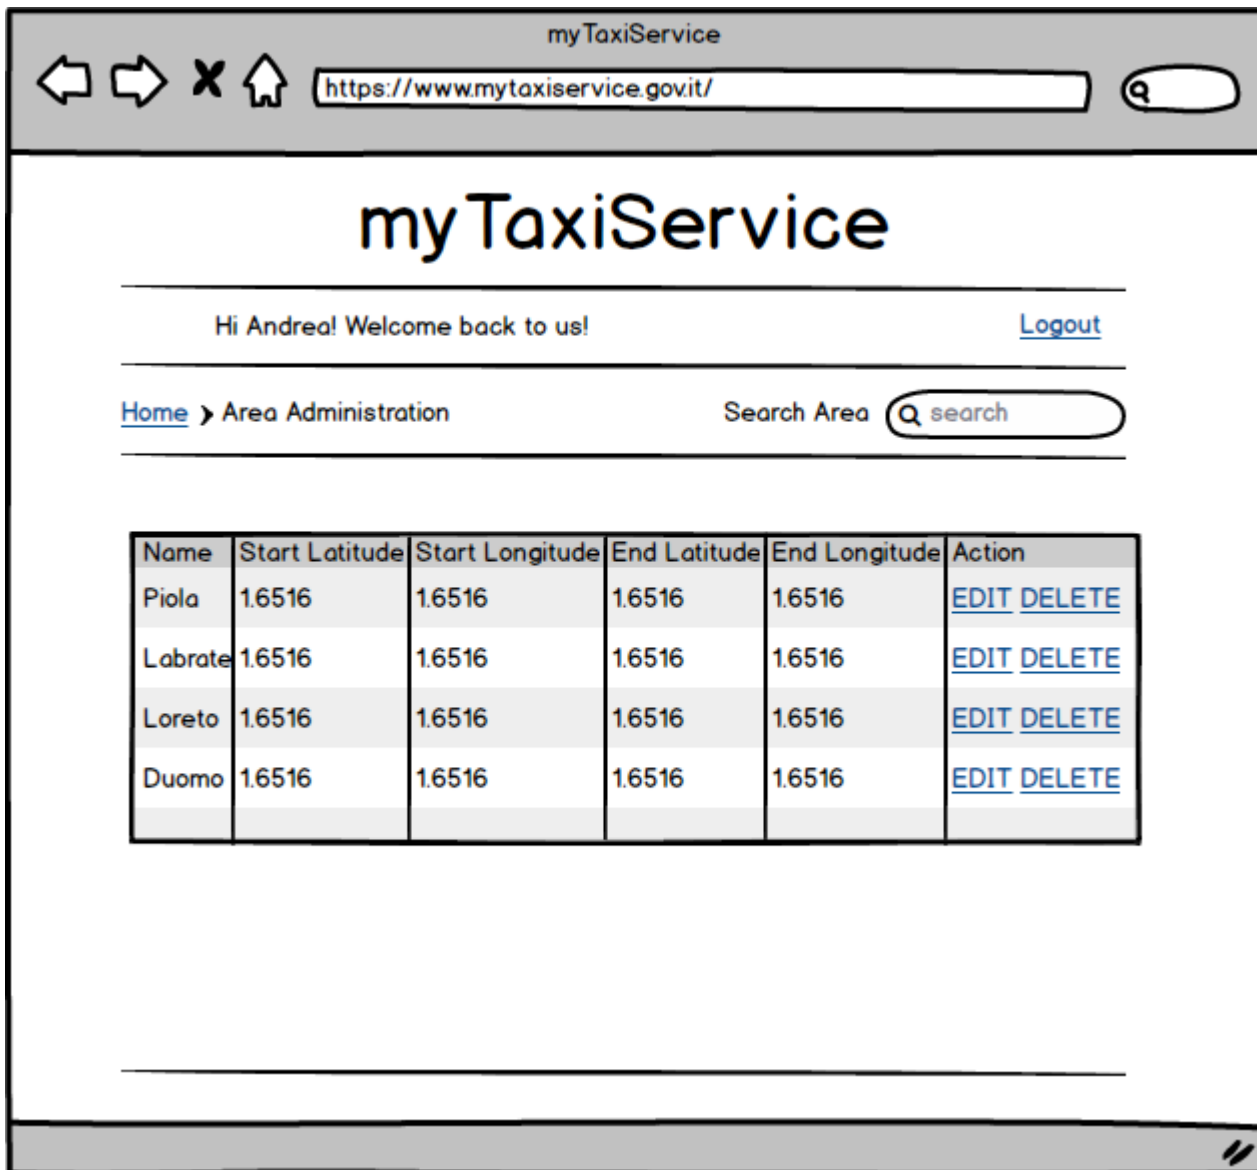 myTaxiService
https://www.mytaxiservice.gov.it/
myTaxiService
Hi Andrea! Welcome back to us! Logout
Home Area Administration Search Area search
Name Start Latitude Start Longitude End Latitude End Longitude Action
Piola 1.6516 1.6516 1.6516 1.6516 EDIT DELETE
Labrate 1.6516 1.6516 1.6516 1.6516 EDIT DELETE
Loreto 1.6516 1.6516 1.6516 1.6516 EDIT DELETE
Duomo 1.6516 1.6516 1.6516 1.6516 EDIT DELETE